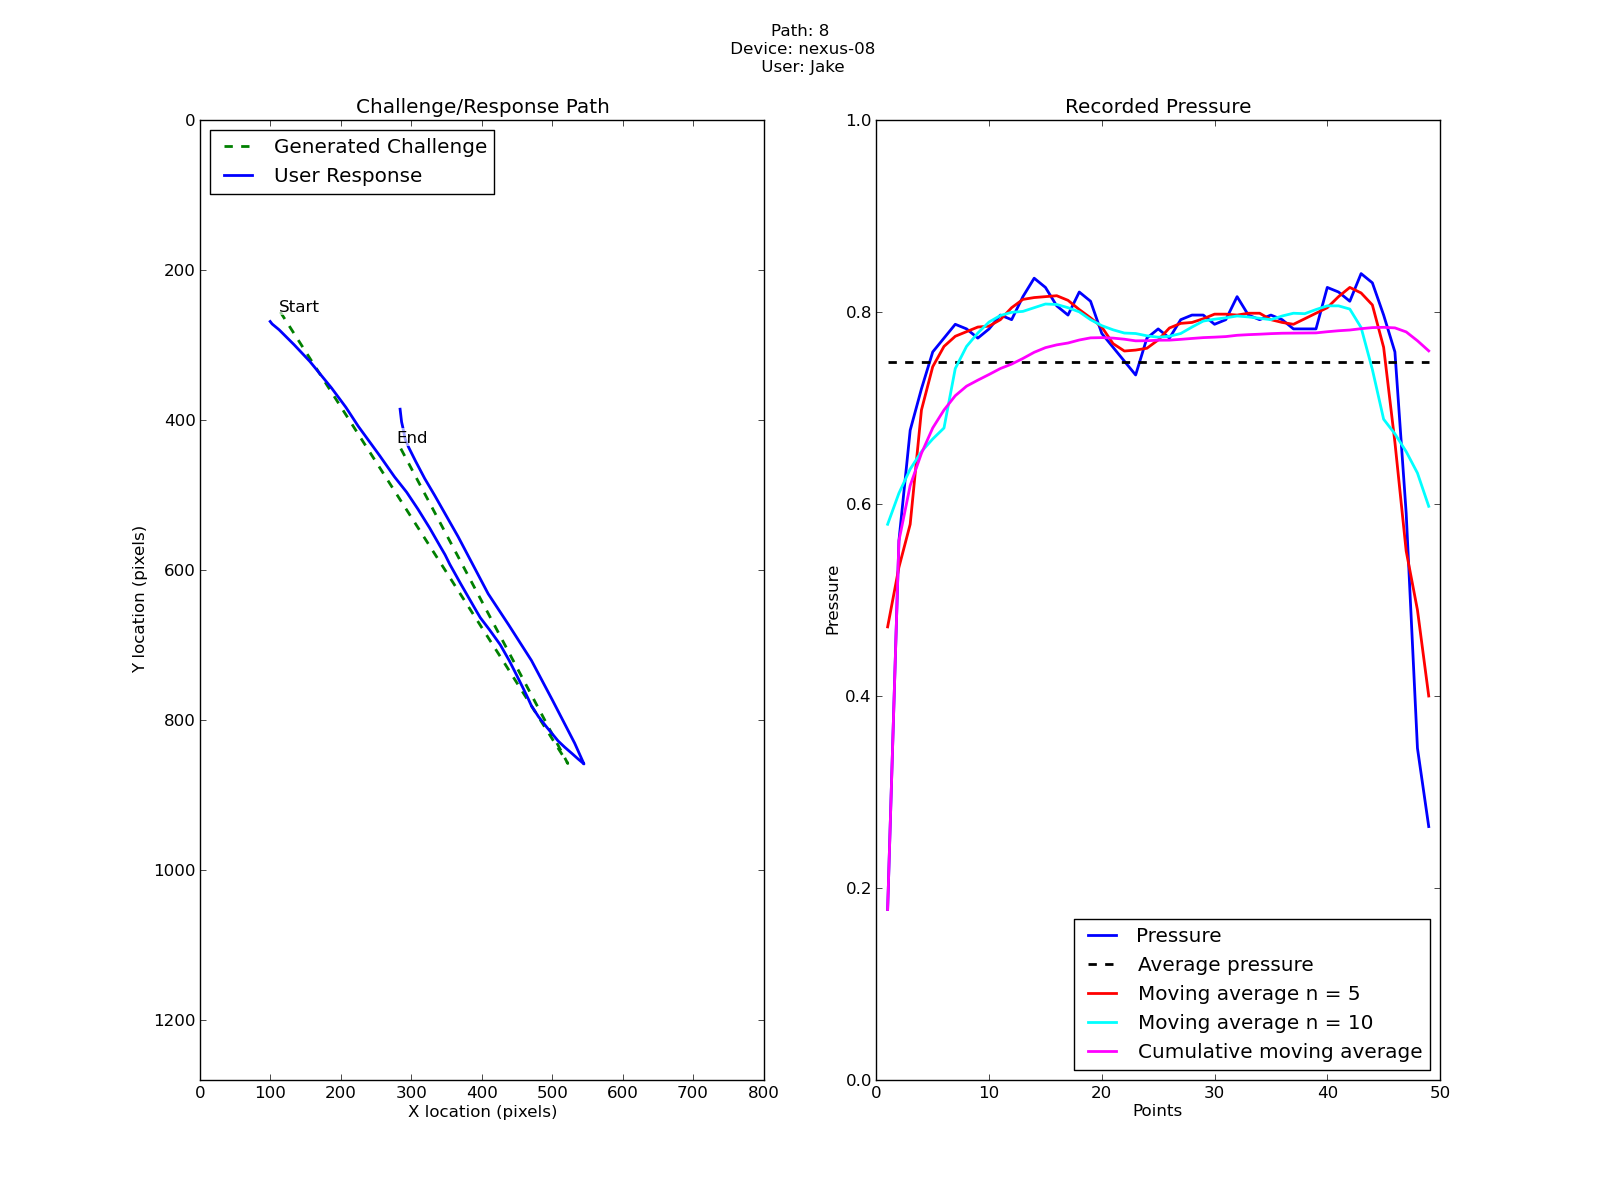 Path: 8
Device: nexus-08
User: Jake
Challenge/Response Path
Generated Challenge
User Response
Start
End
0
200
400
600
800
1000
1200
Y location (pixels)
0 100 200 300 400 500 600 700 800
X location (pixels)
Recorded Pressure
1.0
0.8
0.6
0.4
0.2
0.0
Pressure
Pressure
Average pressure
Moving average n = 5
Moving average n = 10
Cumulative moving average
0 10 20 30 40 50
Points